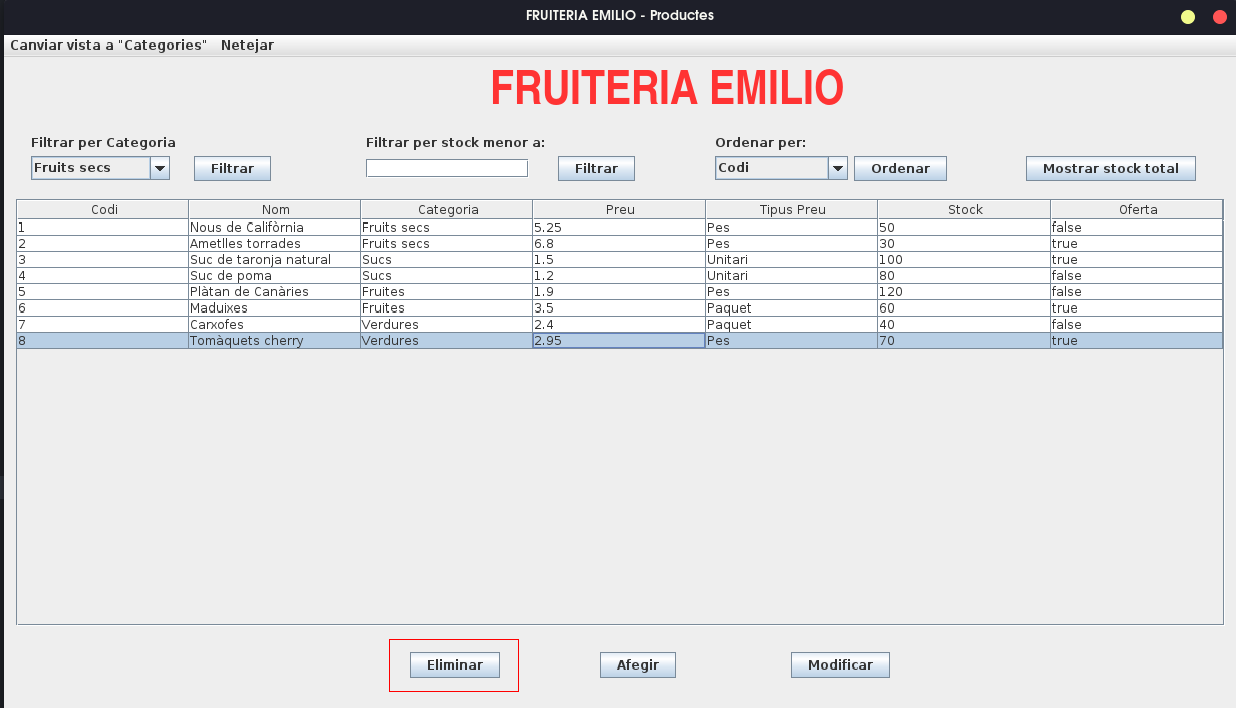 FRUITERIA EMILIO - Productes
Canviar vista a "Categories" Netejar
FRUITERIA EMILIO
Filtrar per Categoria Filtrar per stock menor a: Ordenar per:
Fruits secs Filtrar Filtrar Codi Ordenar Mostrar stock total
Codi Nom Categoria Preu Tipus Preu Stock Oferta
1 Nous de Califòrnia Fruits secs 5.25 Pes 50 false
2 Ametlles torrades Fruits secs 6.8 Pes 30 true
3 Suc de taronja natural Sucs 1.5 Unitari 100 true
4 Suc de poma Sucs 1.2 Unitari 80 false
5 Plàtan de Canàries Fruites 1.9 Pes 120 false
6 Maduixes Fruites 3.5 Paquet 60 true
7 Carxofes Verdures 2.4 Paquet 40 false
8 Tomàquets cherry Verdures 2.95 Pes 70 true
Eliminar Afegir Modificar